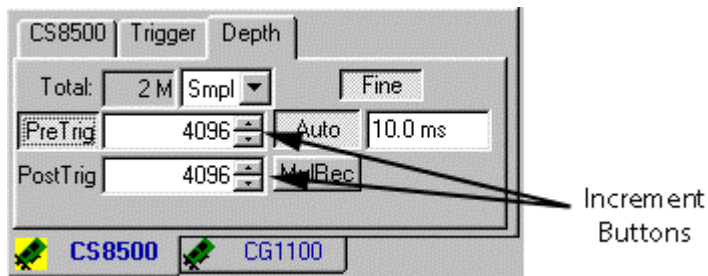 CS8500 Trigger Depth
Total: 2 M Smpl Fine
PreTrig 4096 Auto 10.0 ms
PostTrig 4096 MulRec
Increment
Buttons
CS8500 CG1100